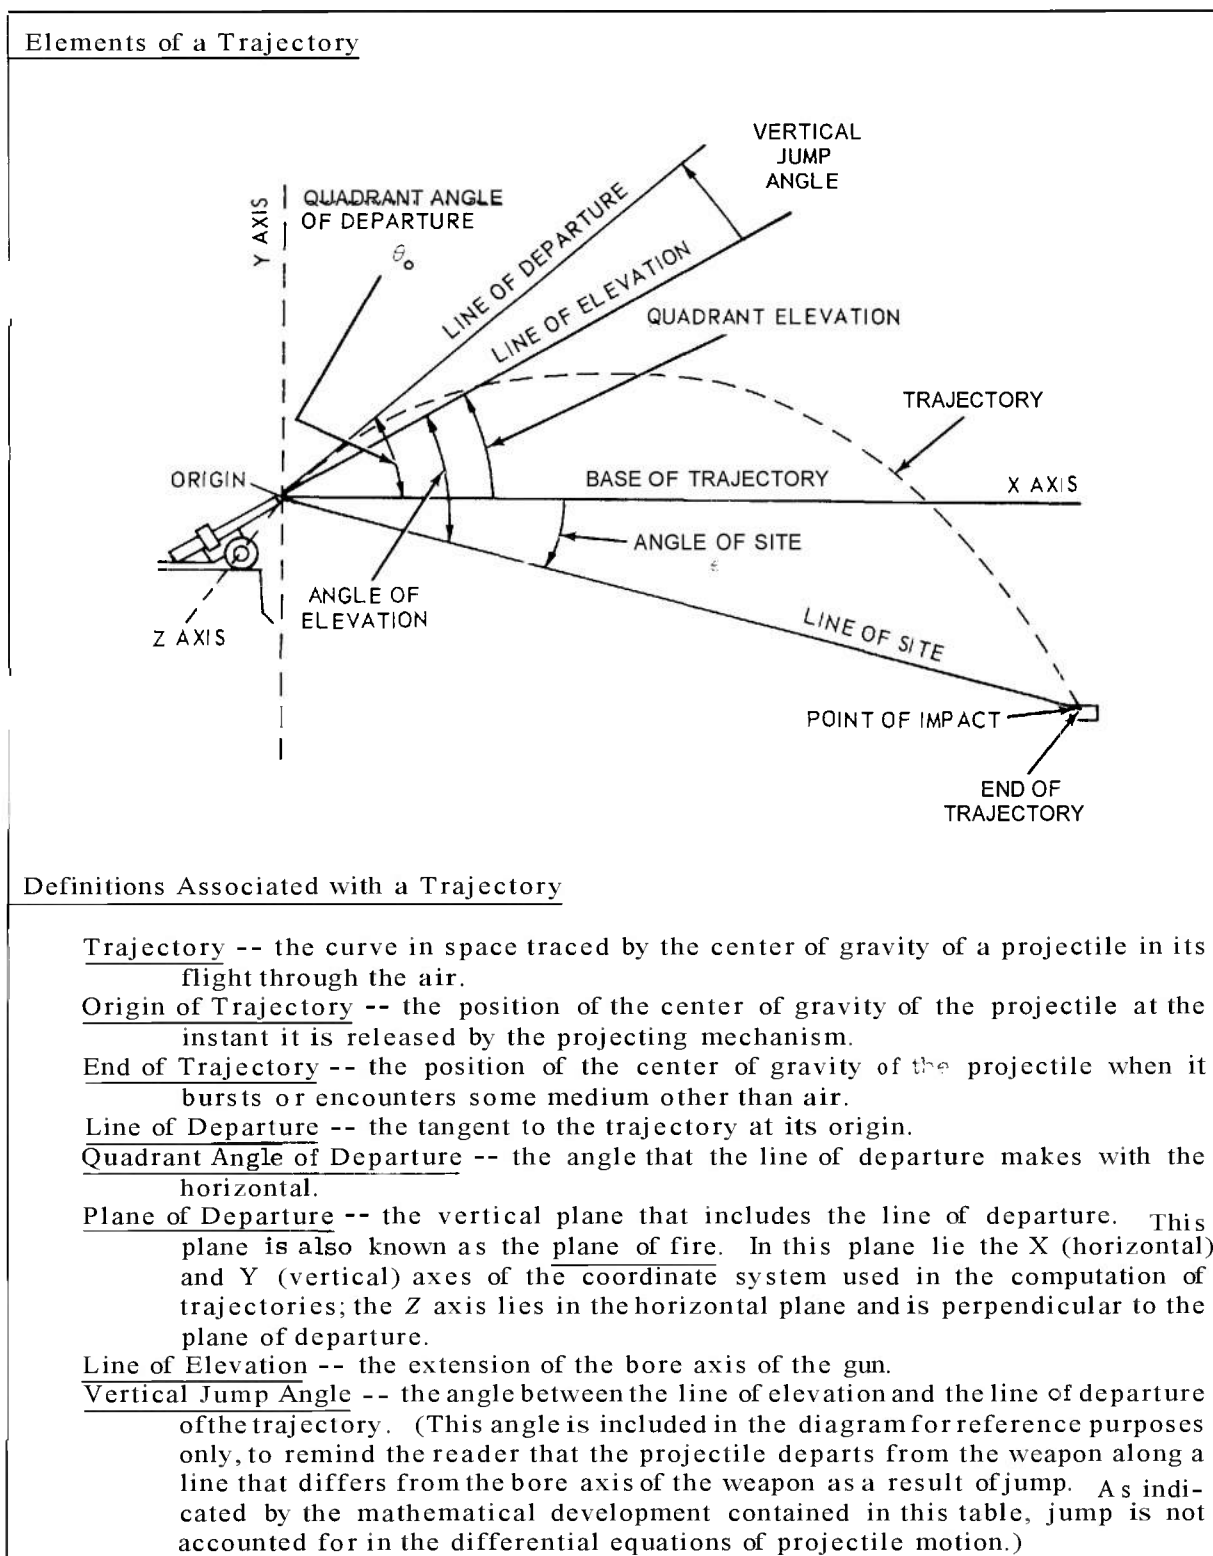 Elements of a Trajectory
VERTICAL
JUMP
ANGLE
QUADRANT ANGLE
OF DEPARTURE
θo
Y AXIS
LINE OF DEPARTURE
LINE OF ELEVATION
QUADRANT ELEVATION
TRAJECTORY
ORIGIN
BASE OF TRAJECTORY
X AXIS
ANGLE OF SITE
ε
ANGLE OF
ELEVATION
Z AXIS
LINE OF SITE
POINT OF IMPACT
END OF
TRAJECTORY
Definitions Associated with a Trajectory
Trajectory -- the curve in space traced by the center of gravity of a projectile in its
flight through the air.
Origin of Trajectory -- the position of the center of gravity of the projectile at the
instant it is released by the projecting mechanism.
End of Trajectory -- the position of the center of gravity of the projectile when it
bursts or encounters some medium other than air.
Line of Departure -- the tangent to the trajectory at its origin.
Quadrant Angle of Departure -- the angle that the line of departure makes with the
horizontal.
Plane of Departure -- the vertical plane that includes the line of departure. This
plane is also known as the plane of fire. In this plane lie the X (horizontal)
and Y (vertical) axes of the coordinate system used in the computation of
trajectories; the Z axis lies in the horizontal plane and is perpendicular to the
plane of departure.
Line of Elevation -- the extension of the bore axis of the gun.
Vertical Jump Angle -- the angle between the line of elevation and the line of departure
of the trajectory. (This angle is included in the diagram for reference purposes
only, to remind the reader that the projectile departs from the weapon along a
line that differs from the bore axis of the weapon as a result of jump. As indi-
cated by the mathematical development contained in this table, jump is not
accounted for in the differential equations of projectile motion.)